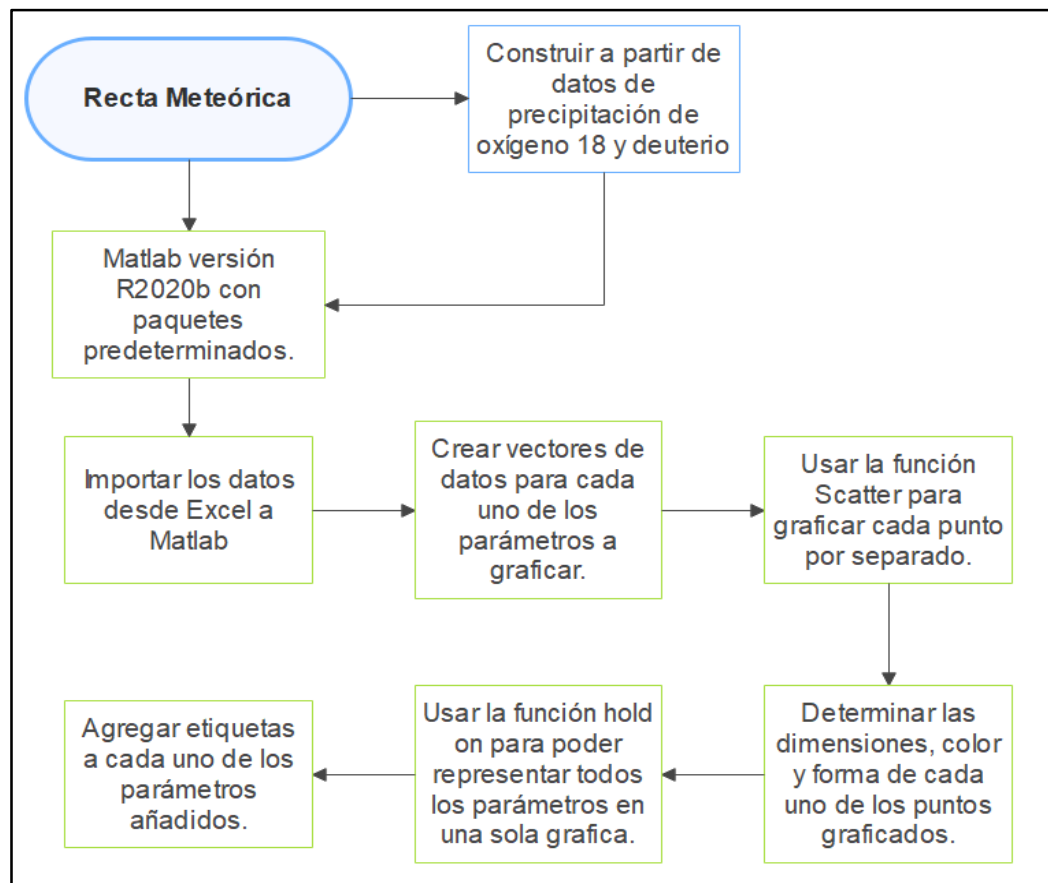 Recta Meteórica
Construir a partir de
datos de
precipitación de
oxígeno 18 y deuterio
Matlab versión
R2020b con
paquetes
predeterminados.
Importar los datos
desde Excel a
Matlab
Crear vectores de
datos para cada
uno de los
parámetros a
graficar.
Usar la función
Scatter para
graficar cada punto
por separado.
Determinar las
dimensiones, color
y forma de cada
uno de los puntos
graficados.
Usar la función hold
on para poder
representar todos
los parámetros en
una sola grafica.
Agregar etiquetas
a cada uno de los
parámetros
añadidos.